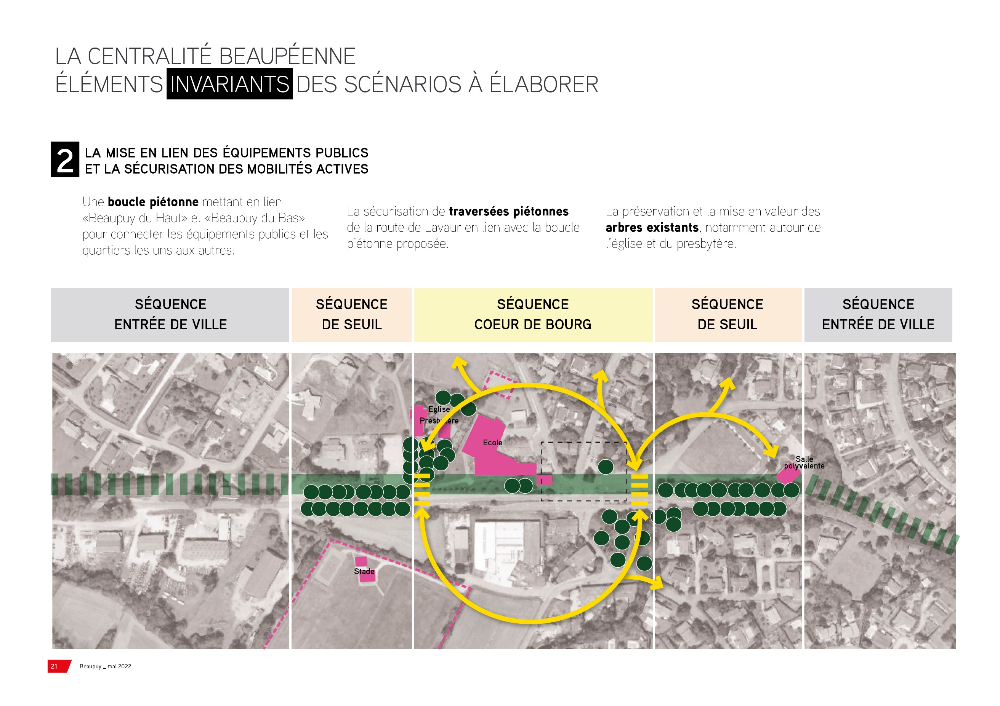 LA CENTRALITÉ BEAUPÉENNE
ÉLÉMENTS INVARIANTS DES SCÉNARIOS À ÉLABORER
2
LA MISE EN LIEN DES ÉQUIPEMENTS PUBLICS
ET LA SÉCURISATION DES MOBILITÉS ACTIVES
Une boucle piétonne mettant en lien
«Beaupuy du Haut» et «Beaupuy du Bas»
pour connecter les équipements publics et les
quartiers les uns aux autres.
La sécurisation de traversées piétonnes
de la route de Lavaur en lien avec la boucle
piétonne proposée.
La préservation et la mise en valeur des
arbres existants, notamment autour de
l'église et du presbytère.
SÉQUENCE
ENTRÉE DE VILLE
SÉQUENCE
DE SEUIL
SÉQUENCE
COEUR DE BOURG
SÉQUENCE
DE SEUIL
SÉQUENCE
ENTRÉE DE VILLE
Eglise
Presbytère
Ecole
Salle
polyvalente
Stade
21
Beaupuy _ mai 2022